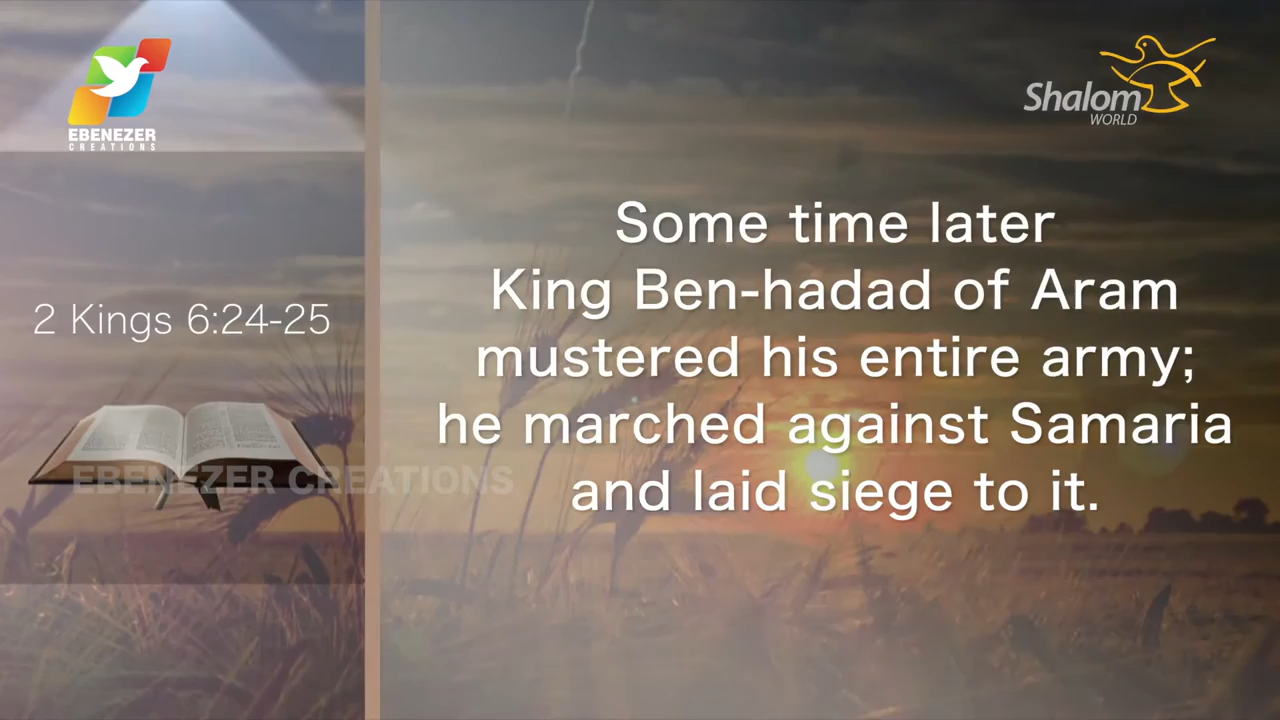 EBENEZER
CREATIONS
Shalom
WORLD
2 Kings 6:24-25
Some time later
King Ben-hadad of Aram
mustered his entire army;
he marched against Samaria
and laid siege to it.
EBENEZER CREATIONS